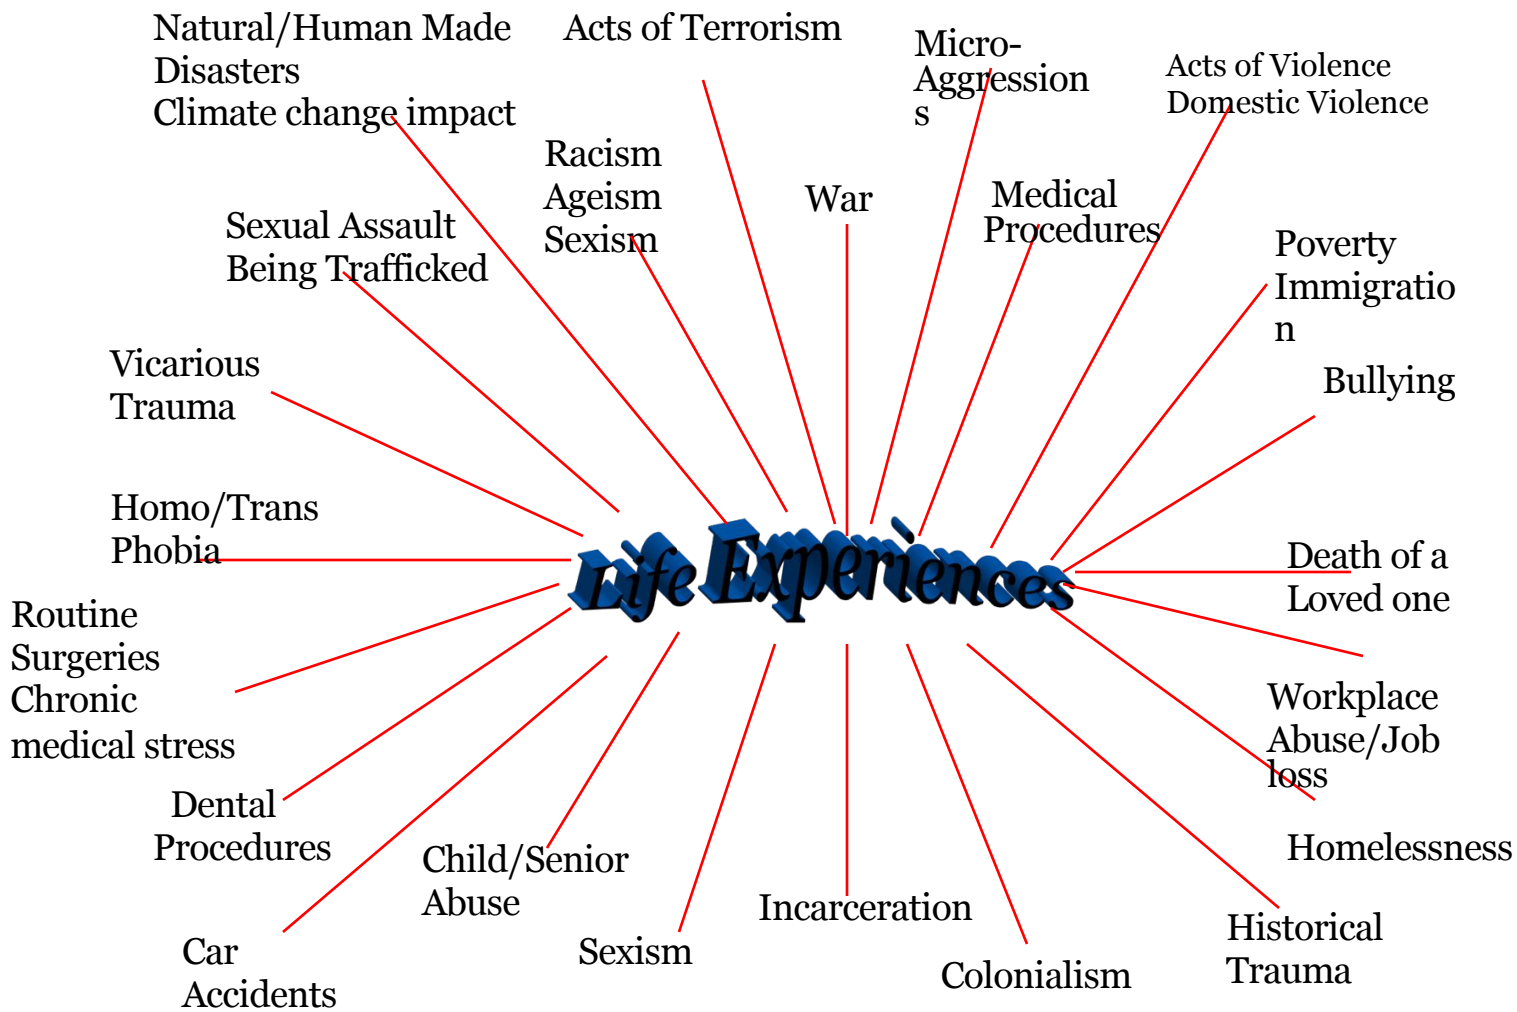 Natural/Human Made
Disasters
Climate change impact
Acts of Terrorism
Micro-
Aggression
s
Acts of Violence
Domestic Violence
Racism
Ageism
Sexism
War
Medical
Procedures
Sexual Assault
Being Trafficked
Poverty
Immigratio
n
Vicarious
Trauma
Bullying
Homo/Trans
Phobia
Life Experiences
Death of a
Loved one
Routine
Surgeries
Chronic
medical stress
Workplace
Abuse/Job
loss
Dental
Procedures
Child/Senior
Abuse
Homelessness
Incarceration
Car
Accidents
Sexism
Colonialism
Historical
Trauma